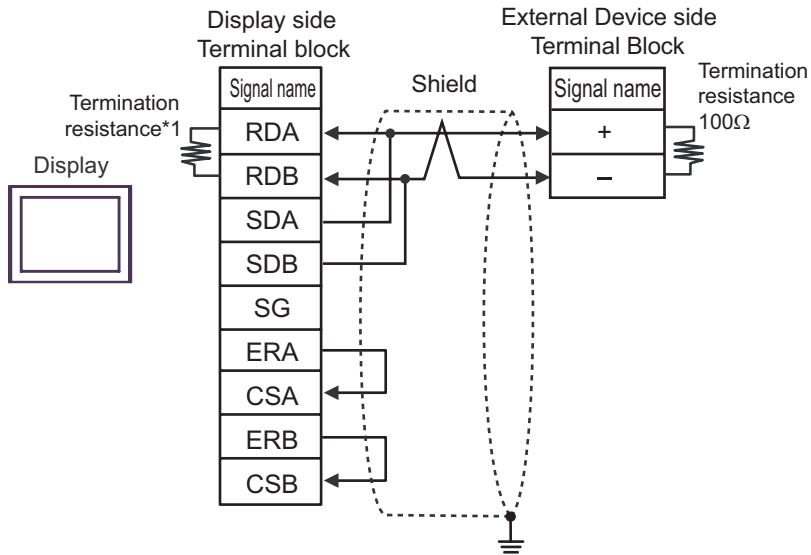 Display side
Terminal block
External Device side
Terminal Block
Signal name
Shield
Signal name
Termination
resistance
100Ω
Termination
resistance*1
Display
RDA
+
RDB
–
SDA
SDB
SG
ERA
CSA
ERB
CSB